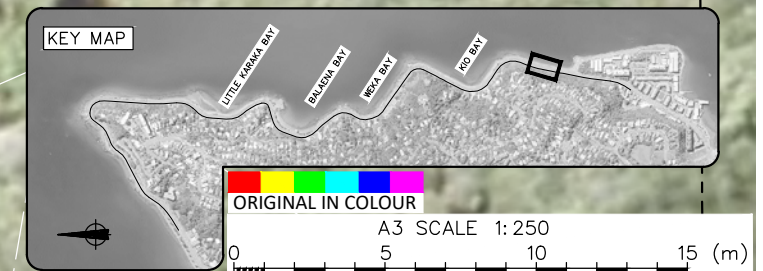 KEY MAP
LITTLE KARAKA BAY
BALAENA BAY
WEKA BAY
KIO BAY
ORIGINAL IN COLOUR
A3 SCALE 1:250
0 5 10 15 (m)